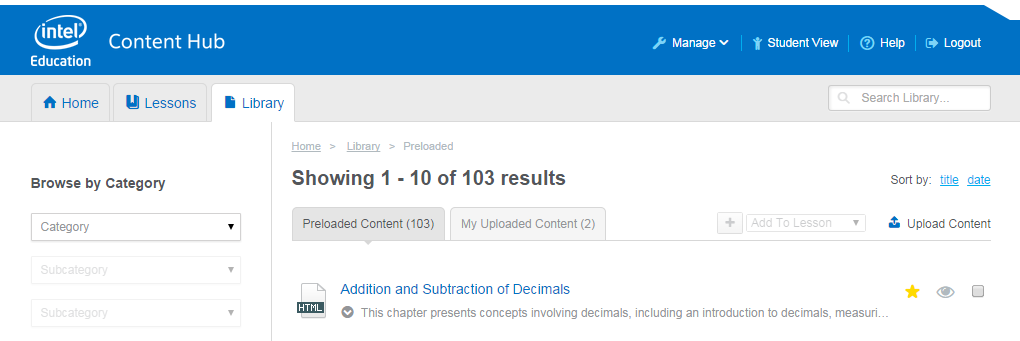 intel
Education
Content Hub
Manage
Student View
Help
Logout
Home
Lessons
Library
Search Library...
Home > Library > Preloaded
Browse by Category
Showing 1 - 10 of 103 results
Sort by: title date
Category
Preloaded Content (103)
My Uploaded Content (2)
Add To Lesson
Upload Content
Subcategory
Subcategory
HTML
Addition and Subtraction of Decimals
This chapter presents concepts involving decimals, including an introduction to decimals, measuri...